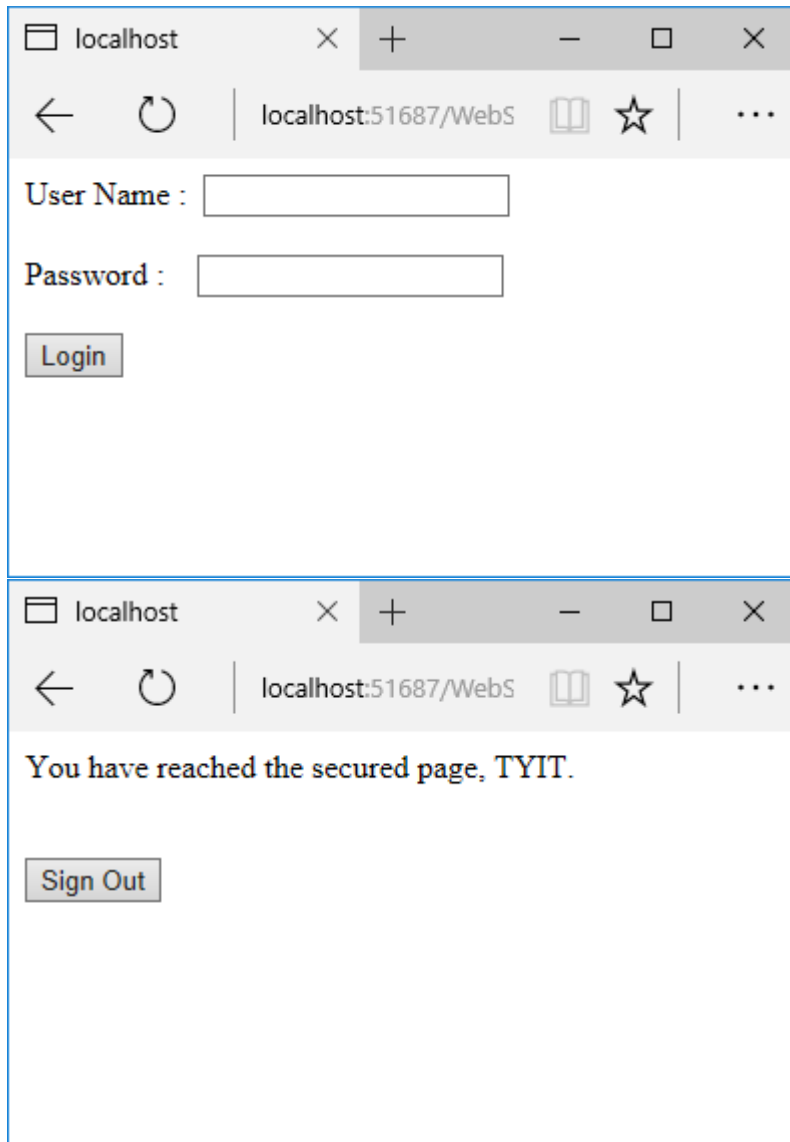 localhost
localhost:51687/WebS
User Name :
Password :
Login
localhost
localhost:51687/WebS
You have reached the secured page, TYIT.
Sign Out